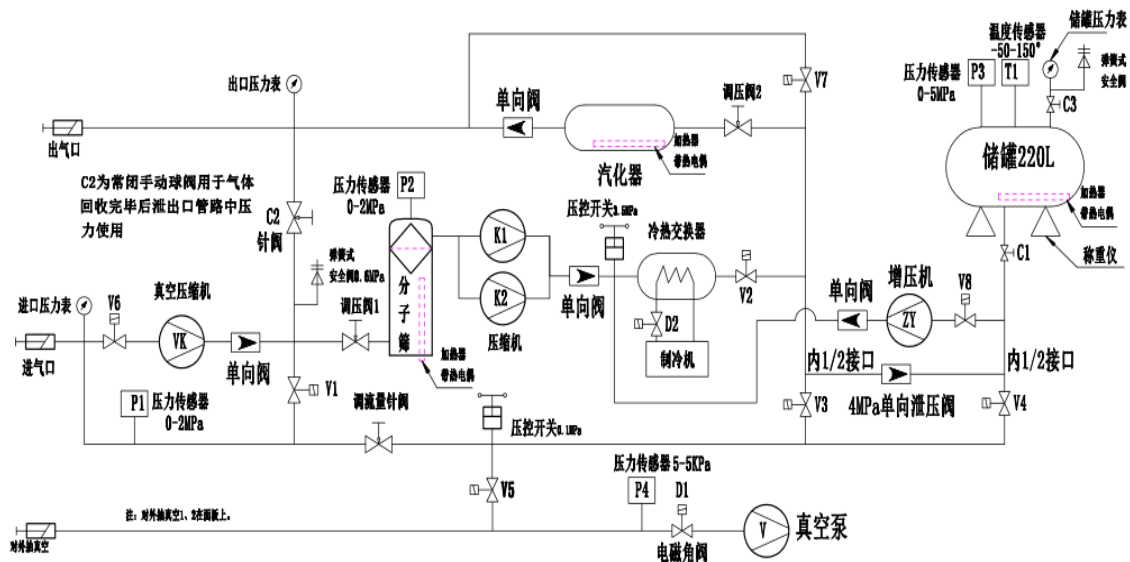 储罐压力表
温度传感器
-50-150°
弹簧式
安全阀
压力传感器
0-5MPa
P3
T1
C3
出口压力表
单向阀
调压阀2
V7
出气口
加热器
带热电偶
汽化器
储罐220L
加热器
带热电偶
C2为常闭手动球阀用于气体
回收完毕后泄出口管路中压
力使用
C2
针阀
压力传感器
0-2MPa
P2
压控开关3.5MPa
冷热交换器
称重仪
C1
弹簧式
安全阀0.6MPa
K1
K2
压缩机
单向阀
V2
增压机
V8
单向阀
ZY
进口压力表
V6
真空压缩机
VK
单向阀
调压阀1
分
子
筛
加热器
带热电偶
D2
制冷机
进气口
内1/2接口
内1/2接口
4MPa单向泄压阀
V1
V3
V4
P1
压力传感器
0-2MPa
调流量针阀
压控开关0.1MPa
V5
压力传感器 5-5KPa
P4
D1
注：对外抽真空1、2在面板上。
对外抽真空
电磁角阀
V
真空泵